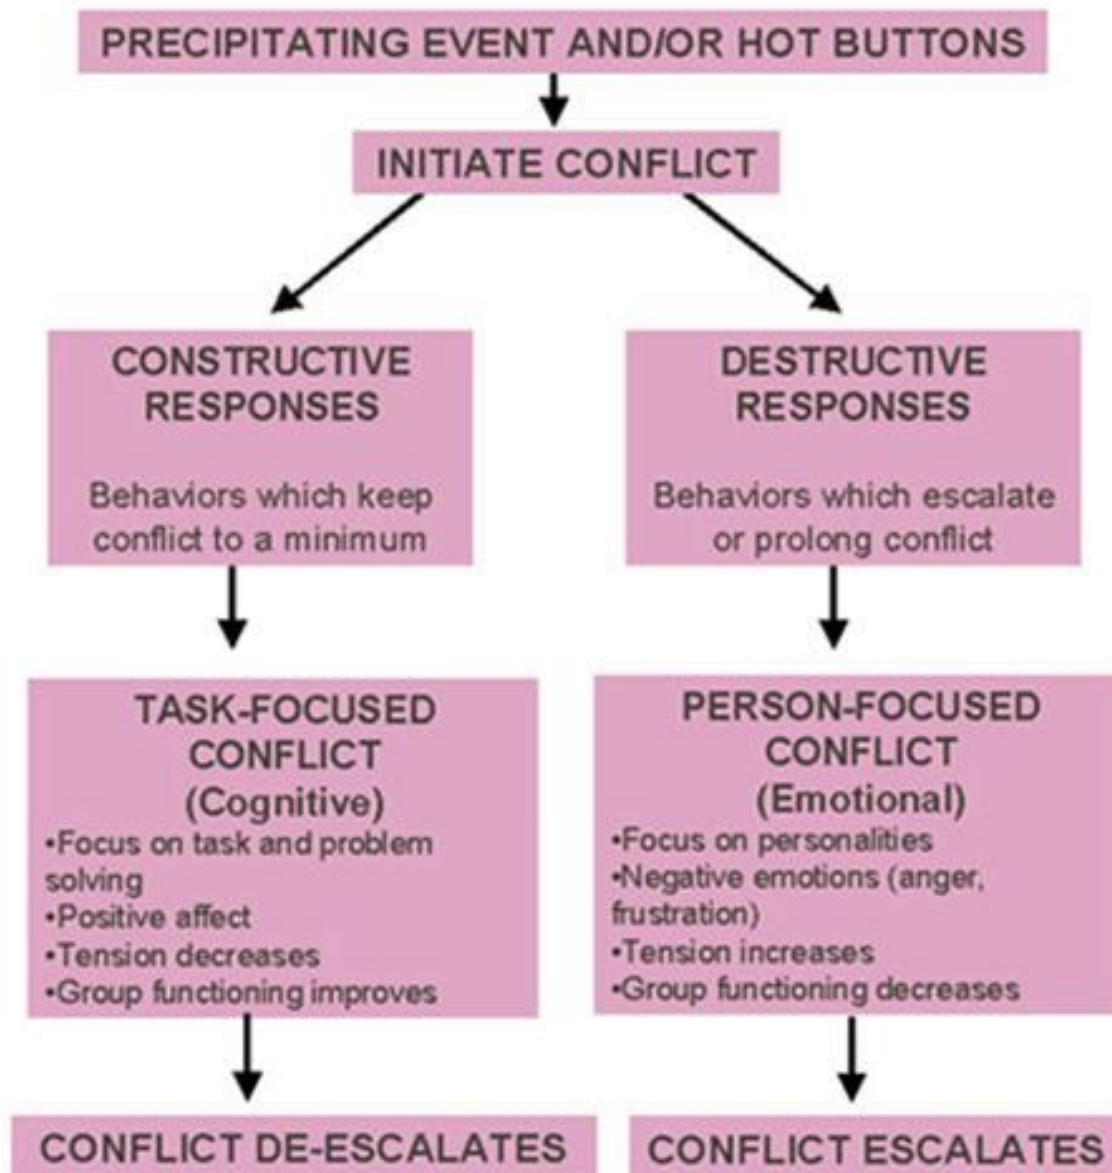 PRECIPITATING EVENT AND/OR HOT BUTTONS
INITIATE CONFLICT
CONSTRUCTIVE
RESPONSES
Behaviors which keep
conflict to a minimum
DESTRUCTIVE
RESPONSES
Behaviors which escalate
or prolong conflict
TASK-FOCUSED
CONFLICT
(Cognitive)
•Focus on task and problem
solving
•Positive affect
•Tension decreases
•Group functioning improves
PERSON-FOCUSED
CONFLICT
(Emotional)
•Focus on personalities
•Negative emotions (anger,
frustration)
•Tension increases
•Group functioning decreases
CONFLICT DE-ESCALATES
CONFLICT ESCALATES